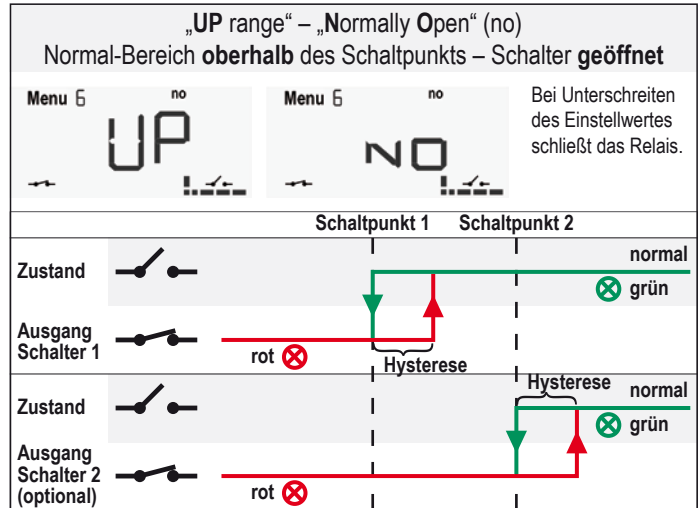 „UP range“ – „Normally Open“ (no)
Normal-Bereich oberhalb des Schaltpunkts – Schalter geöffnet
Menu 6 no
UP
Menu 6 no
NO
Bei Unterschreiten
des Einstellwertes
schließt das Relais.
Schaltpunkt 1 Schaltpunkt 2
Zustand
normal
grün
Ausgang
Schalter 1
rot
Hysterese
Zustand
Hysterese
normal
grün
Ausgang
Schalter 2
(optional)
rot